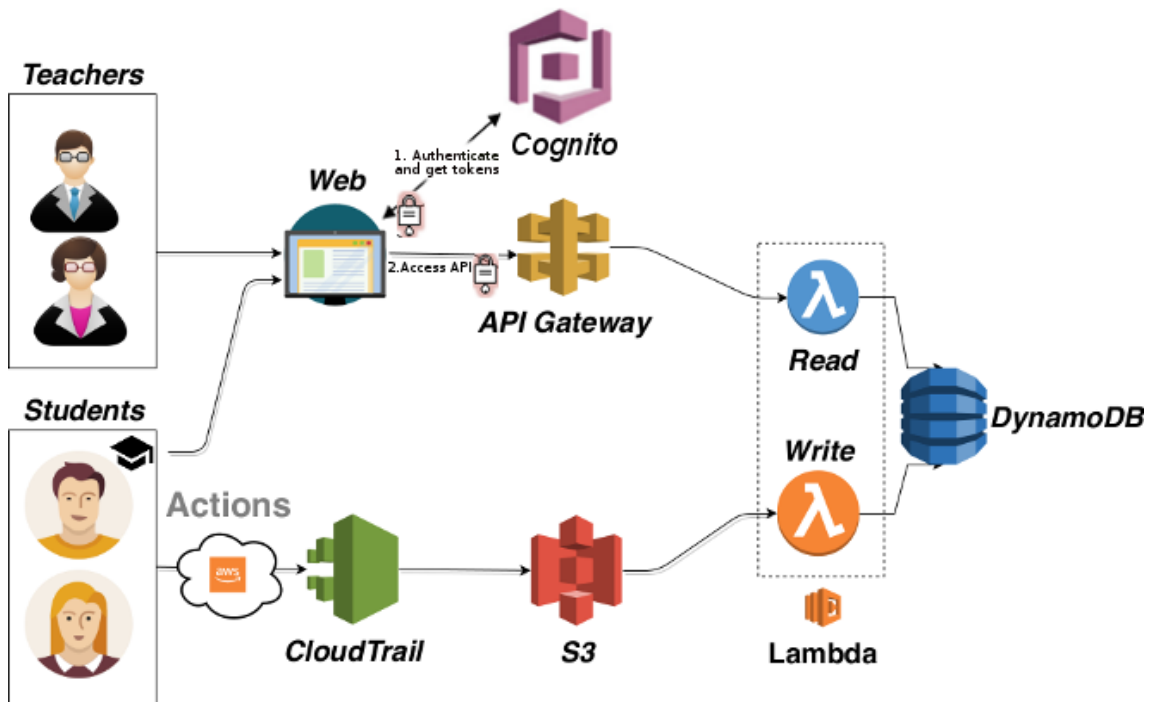 Teachers
Cognito
1. Authenticate
and get tokens
Web
2.Access API
API Gateway
Read
DynamoDB
Students
Write
Actions
aws
CloudTrail
S3
Lambda